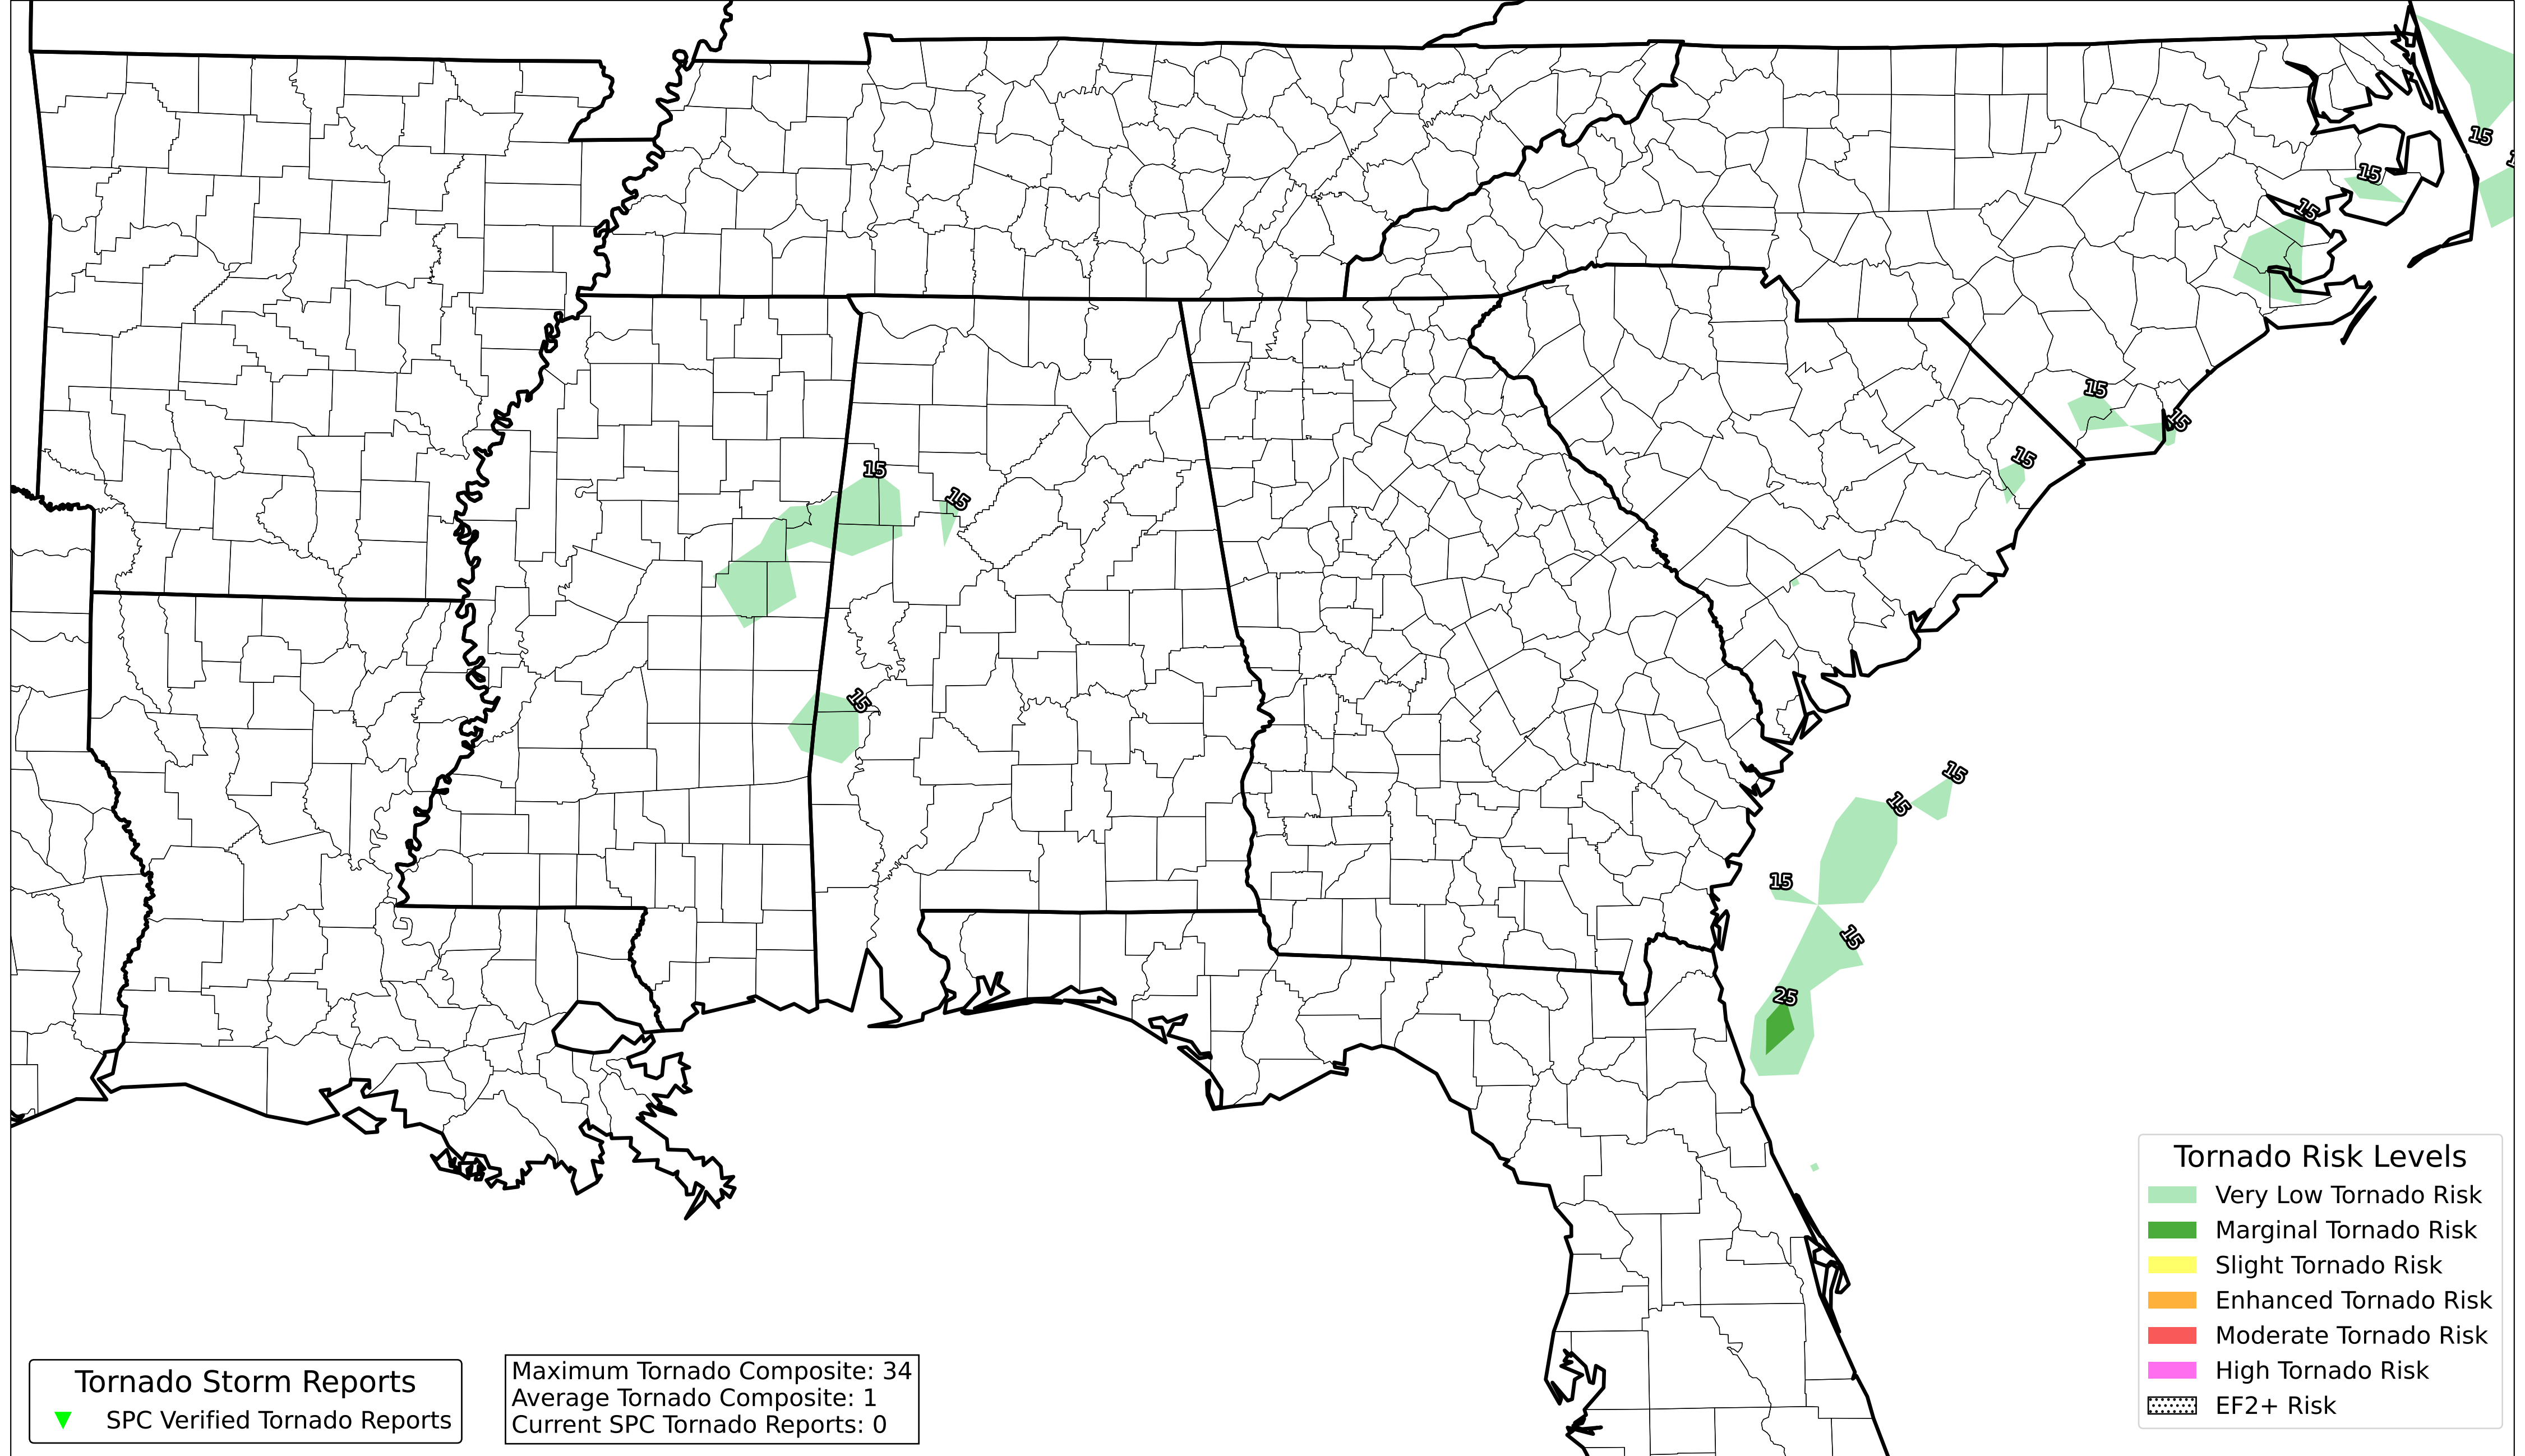 15
1
15
15
15
15
15
15
15
15
15
15
15
15
25
Tornado Risk Levels
Very Low Tornado Risk
Marginal Tornado Risk
Slight Tornado Risk
Enhanced Tornado Risk
Moderate Tornado Risk
High Tornado Risk
EF2+ Risk
Tornado Storm Reports
SPC Verified Tornado Reports
Maximum Tornado Composite: 34
Average Tornado Composite: 1
Current SPC Tornado Reports: 0